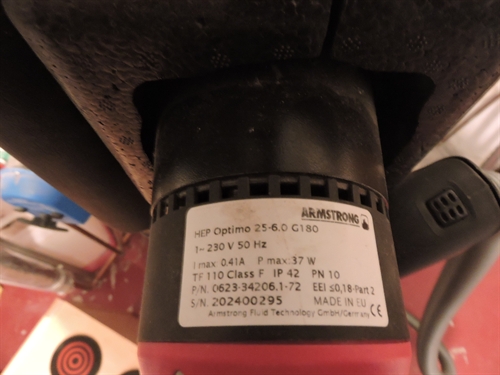 ARMSTRONG
HEP Optimo 25-6.0 G180
1~ 230 V 50 Hz
I max. 0.41A P max. 37 W
TF 110 Class F IP 42 PN 10
P/N. 0623-34206.1-72 EEI ≤0,18-Part 2
S/N. 202400295 MADE IN EU
Armstrong Fluid Technology GmbH/Germany CE